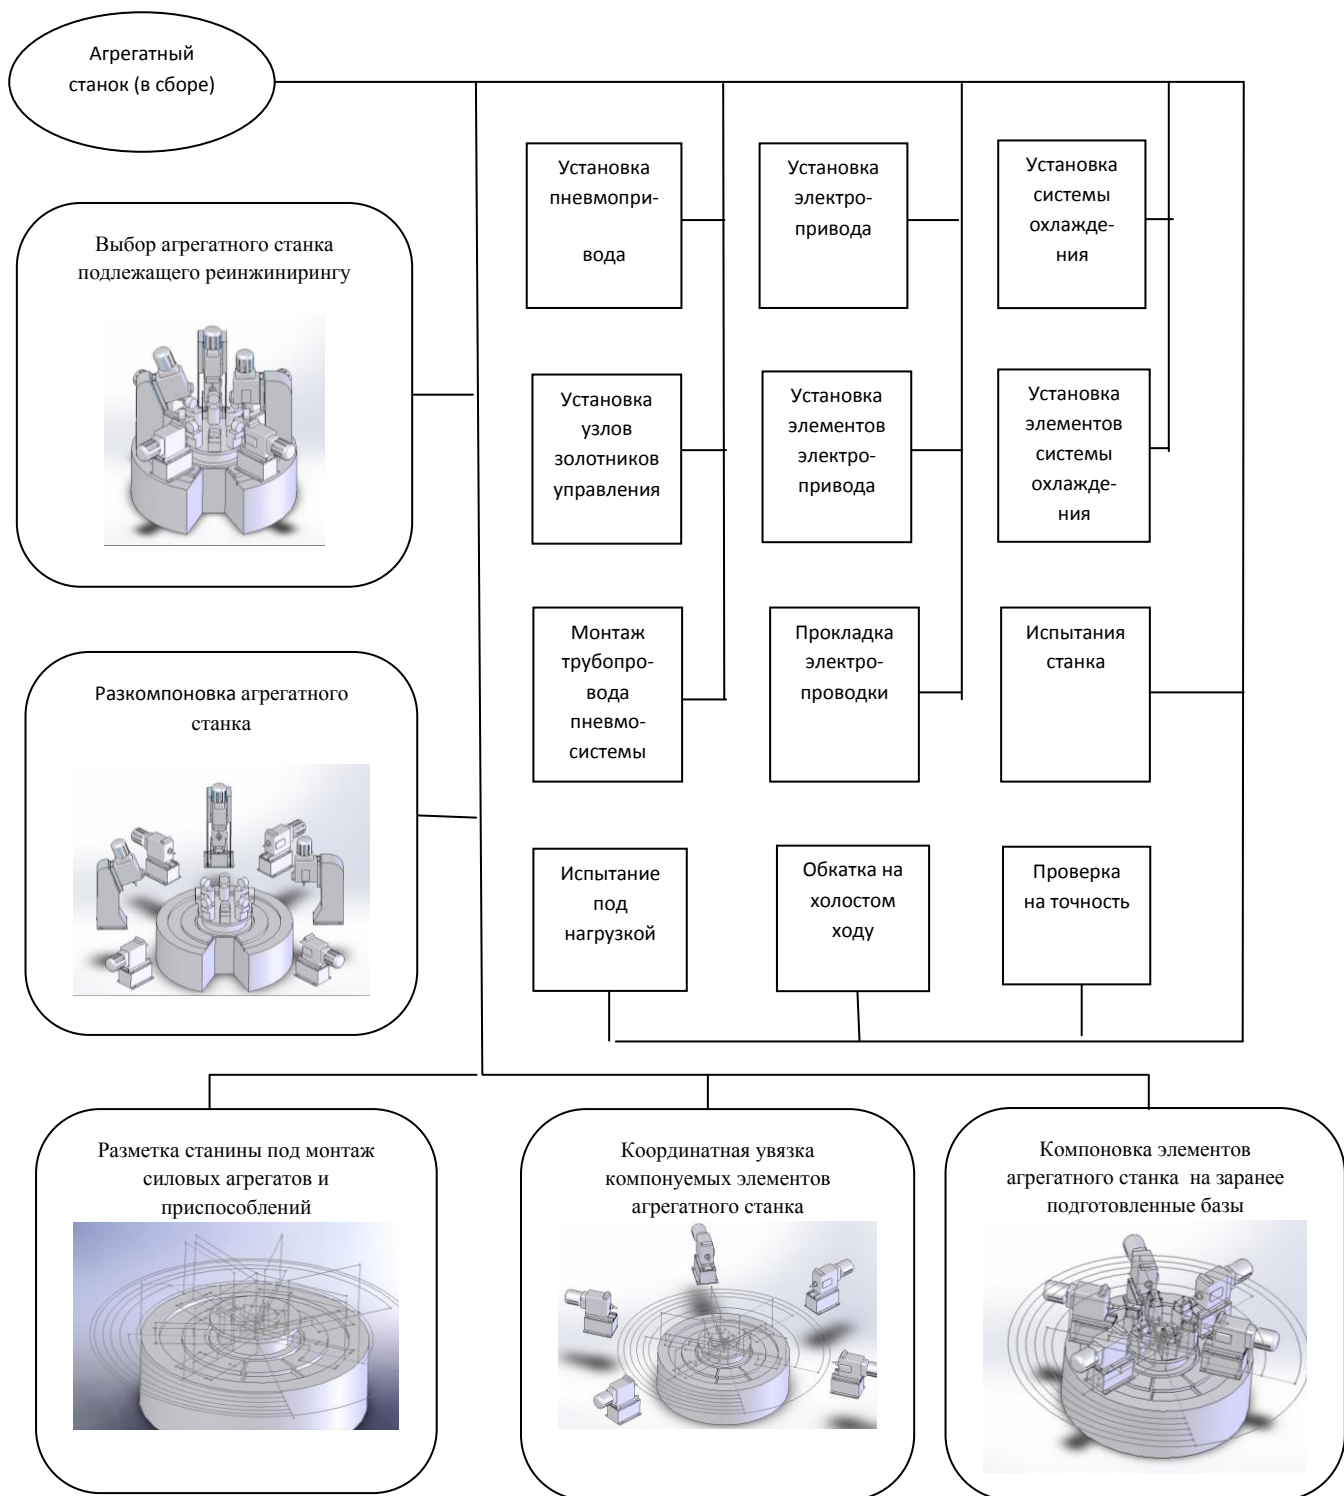 Агрегатный
станок (в сборе)
Выбор агрегатного станка
подлежащего реинжинирингу
Разкомпоновка агрегатного
станка
Установка
пневмопри-
вода
Установка
электро-
привода
Установка
системы
охлажде-
ния
Установка
узлов
золотников
управления
Установка
элементов
электро-
привода
Установка
элементов
системы
охлажде-
ния
Монтаж
трубопро-
вода
пневмо-
системы
Прокладка
электро-
проводки
Испытания
станка
Испытание
под
нагрузкой
Обкатка на
холостом
ходу
Проверка
на точность
Разметка станины под монтаж
силовых агрегатов и
приспособлений
Координатная увязка
компонуемых элементов
агрегатного станка
Компоновка элементов
агрегатного станка на заранее
подготовленные базы